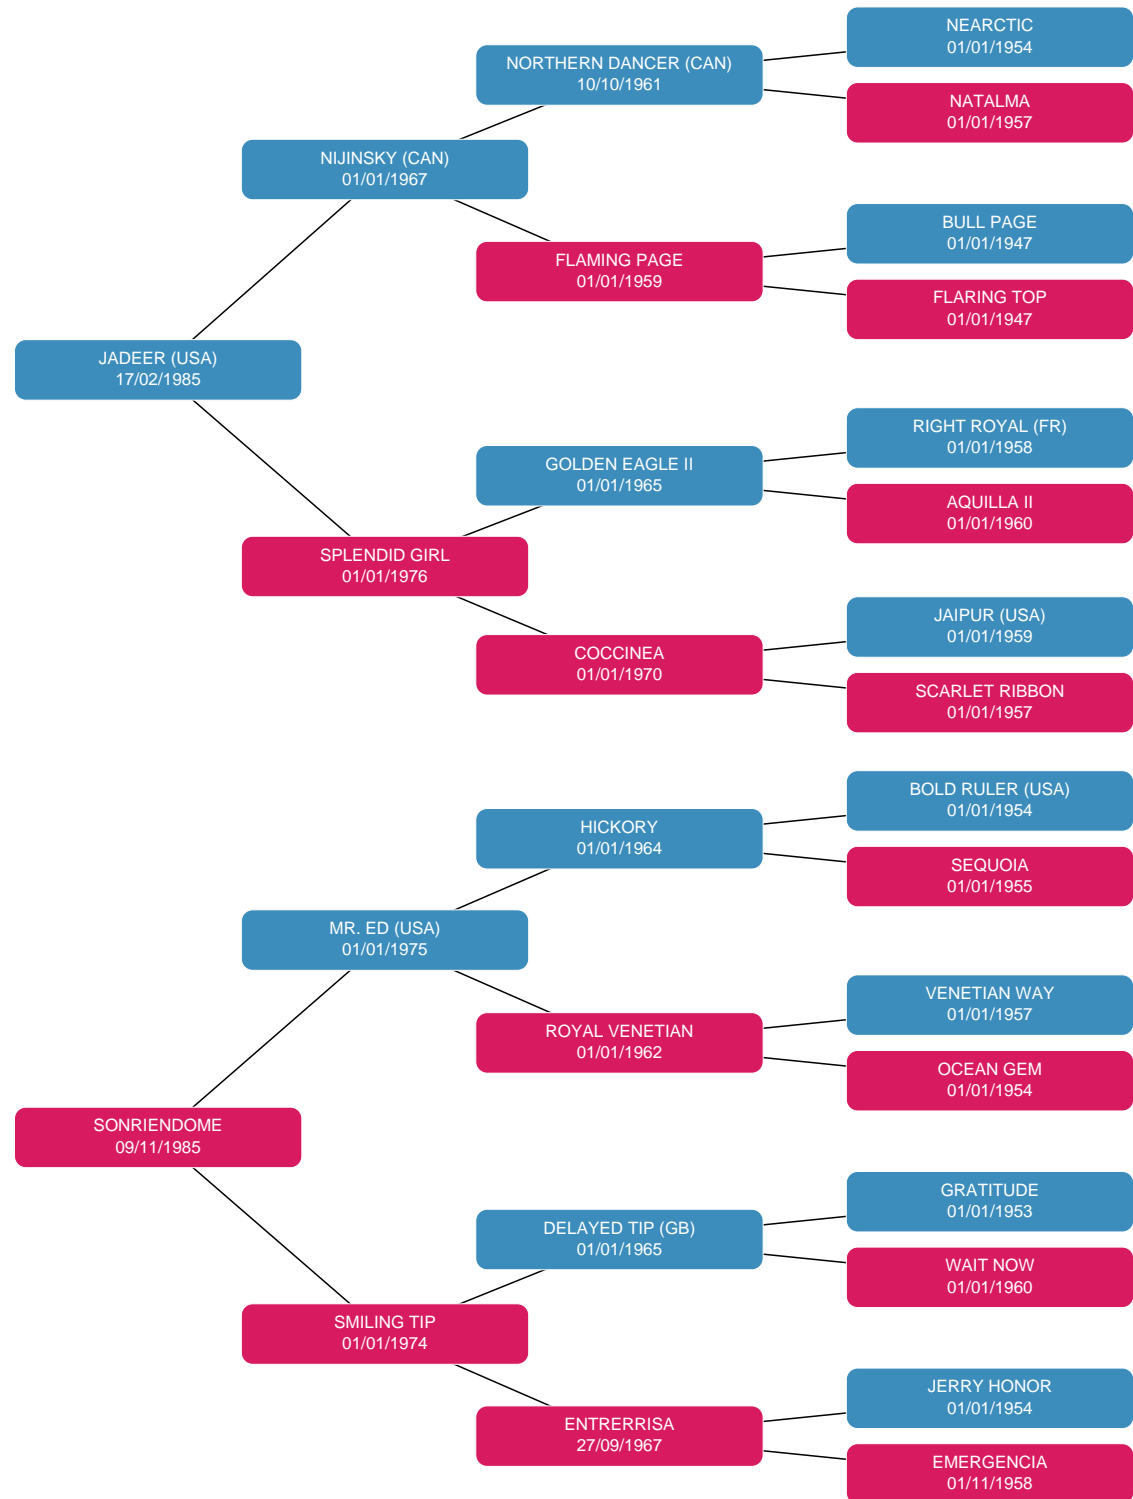 NEARCTIC
01/01/1954
NORTHERN DANCER (CAN)
10/10/1961
NATALMA
01/01/1957
NIJINSKY (CAN)
01/01/1967
BULL PAGE
01/01/1947
FLAMING PAGE
01/01/1959
FLARING TOP
01/01/1947
JADEER (USA)
17/02/1985
RIGHT ROYAL (FR)
01/01/1958
GOLDEN EAGLE II
01/01/1965
AQUILLA II
01/01/1960
SPLENDID GIRL
01/01/1976
JAIPUR (USA)
01/01/1959
COCCINEA
01/01/1970
SCARLET RIBBON
01/01/1957
BOLD RULER (USA)
01/01/1954
HICKORY
01/01/1964
SEQUOIA
01/01/1955
MR. ED (USA)
01/01/1975
VENETIAN WAY
01/01/1957
ROYAL VENETIAN
01/01/1962
OCEAN GEM
01/01/1954
SONRIENDOME
09/11/1985
GRATITUDE
01/01/1953
DELAYED TIP (GB)
01/01/1965
WAIT NOW
01/01/1960
SMILING TIP
01/01/1974
JERRY HONOR
01/01/1954
ENTRERRISA
27/09/1967
EMERGENCIA
01/11/1958